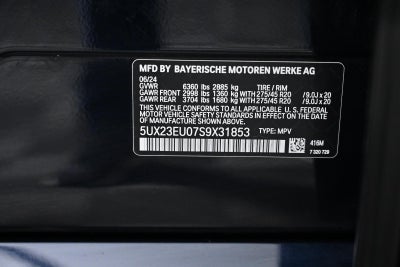 MFD BY BAYERISCHE MOTOREN WERKE AG
06/24
GVWR 6360 lbs 2885 kg TIRE / RIM
GAWR FRONT 2998 lbs 1360 kg WITH 275/45 R20 /9.0J x 20
GAWR REAR 3704 lbs 1680 kg WITH 275/45 R20 /9.0J x 20
THIS VEHICLE CONFORMS TO ALL APPLICABLE U.S. FEDERAL
MOTOR VEHICLE SAFETY STANDARDS IN EFFECT ON THE
DATE OF MANUFACTURE SHOWN ABOVE.
5UX23EU07S9X31853 TYPE: MPV
416M
7 320 729